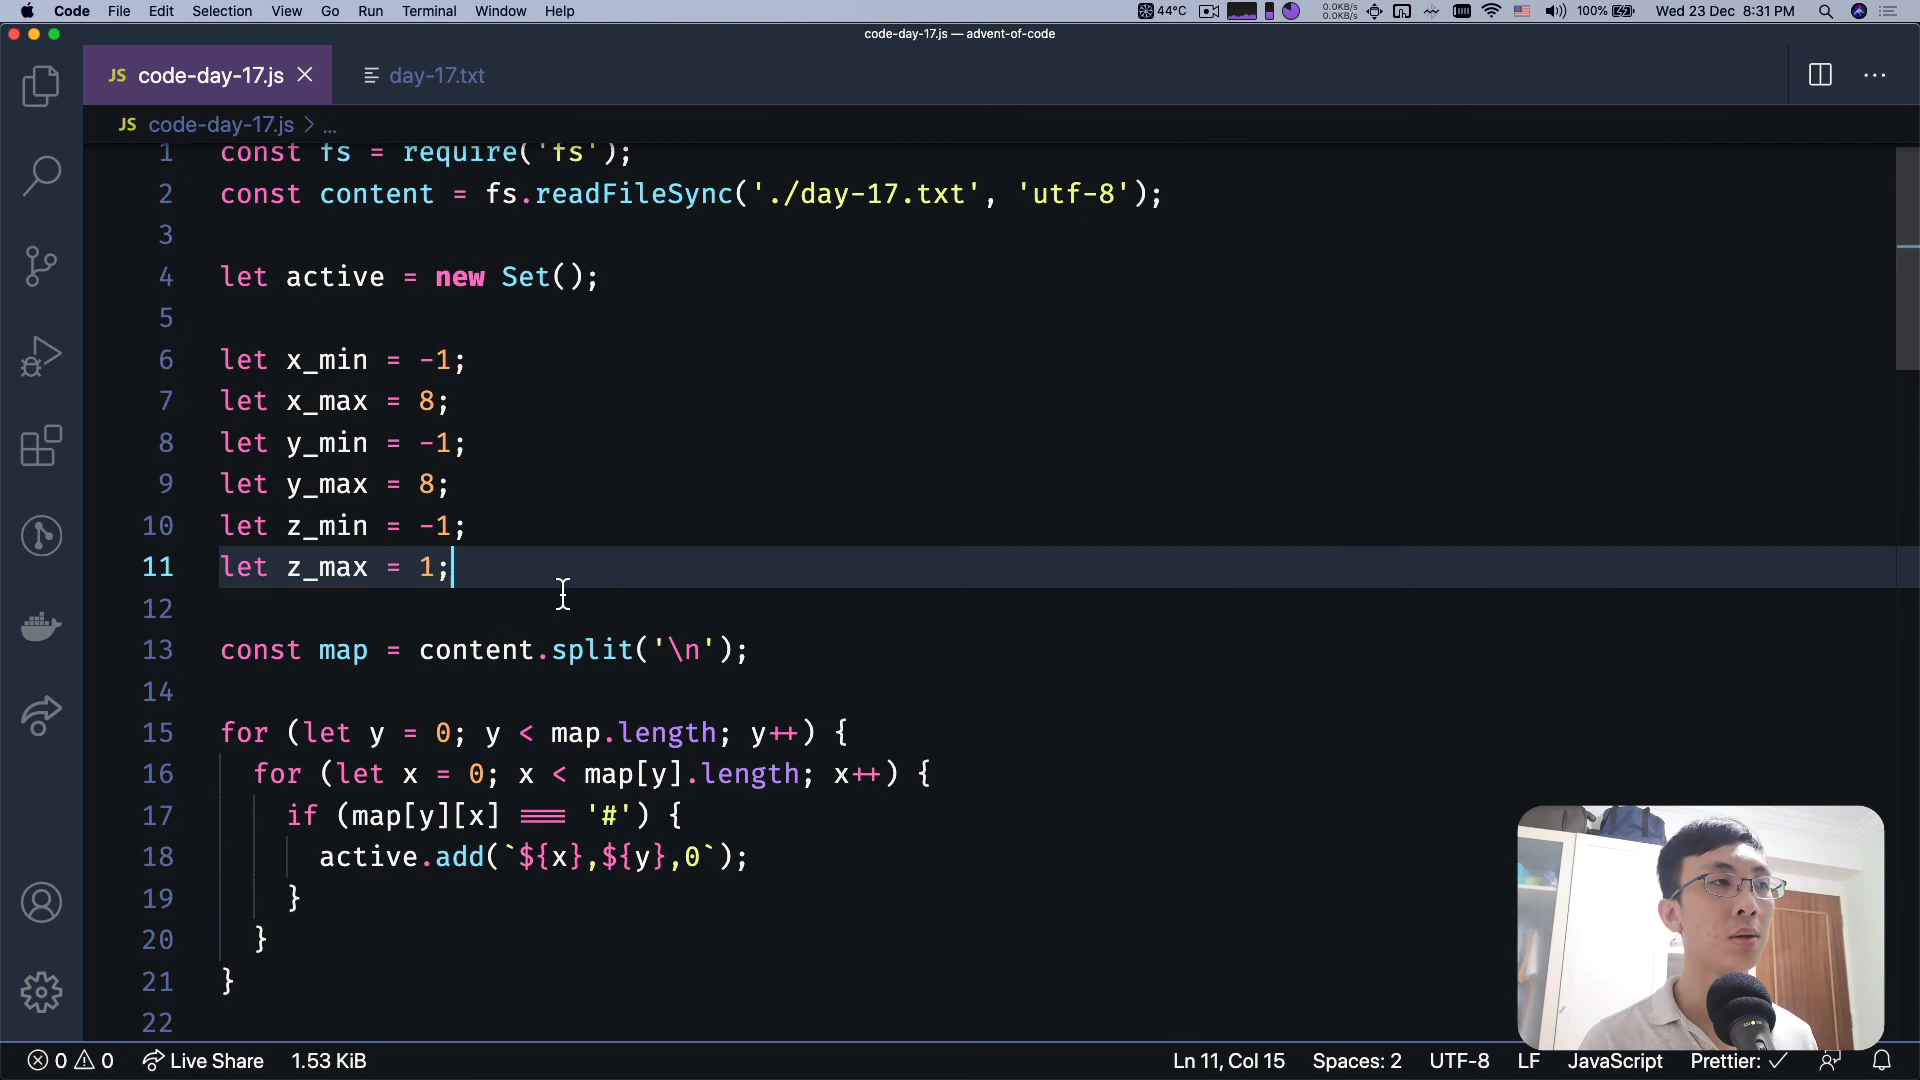 Code File Edit Selection View Go Run Terminal Window Help 44°C 0.0KB/s 0.0KB/s 100% Wed 23 Dec 8:31 PM
code-day-17.js — advent-of-code
JS code-day-17.js day-17.txt
JS code-day-17.js > ...
1 const fs = require('fs');
2 const content = fs.readFileSync('./day-17.txt', 'utf-8');
3
4 let active = new Set();
5
6 let x_min = -1;
7 let x_max = 8;
8 let y_min = -1;
9 let y_max = 8;
10 let z_min = -1;
11 let z_max = 1;
12
13 const map = content.split('\n');
14
15 for (let y = 0; y < map.length; y++) {
16 for (let x = 0; x < map[y].length; x++) {
17 if (map[y][x] === '#') {
18 active.add(`${x},${y},0`);
19 }
20 }
21 }
22
0 0 Live Share 1.53 KiB Ln 11, Col 15 Spaces: 2 UTF-8 LF JavaScript Prettier: ✓